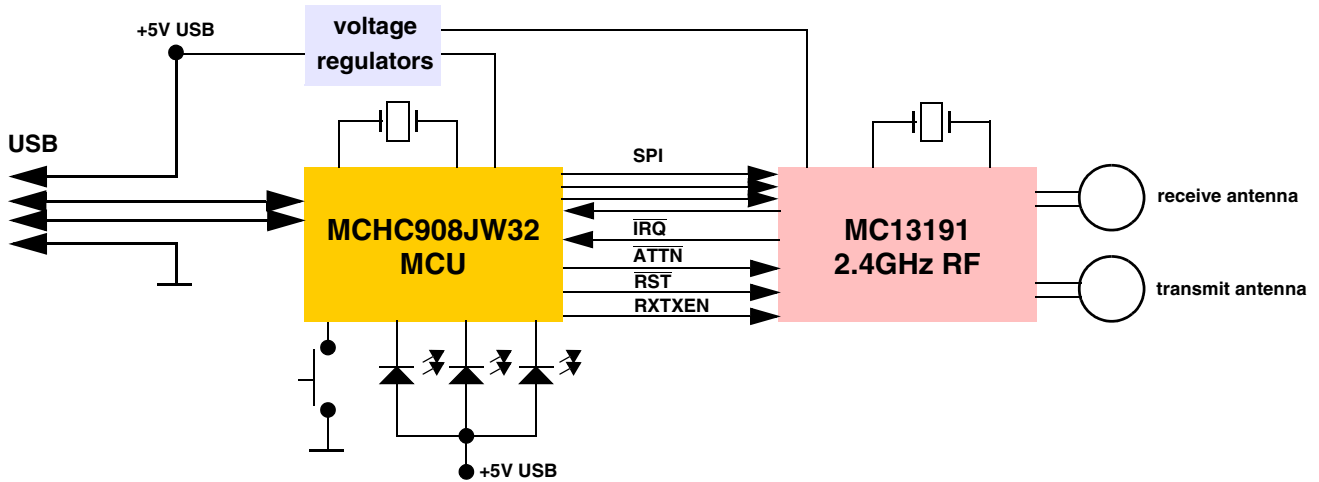 +5V USB
voltage
regulators
USB
SPI
MCHC908JW32
MCU
IRQ
ATTN
RST
RXTXEN
MC13191
2.4GHz RF
receive antenna
transmit antenna
+5V USB